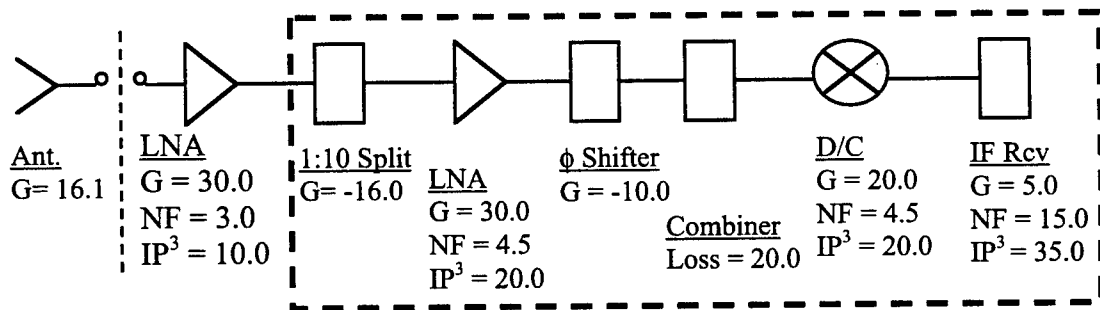 Ant.
G= 16.1
LNA
G = 30.0
NF = 3.0
IP³ = 10.0
1:10 Split
G= -16.0
LNA
G = 30.0
NF = 4.5
IP³ = 20.0
ϕ Shifter
G = -10.0
Combiner
Loss = 20.0
D/C
G = 20.0
NF = 4.5
IP³ = 20.0
IF Rcv
G = 5.0
NF = 15.0
IP³ = 35.0